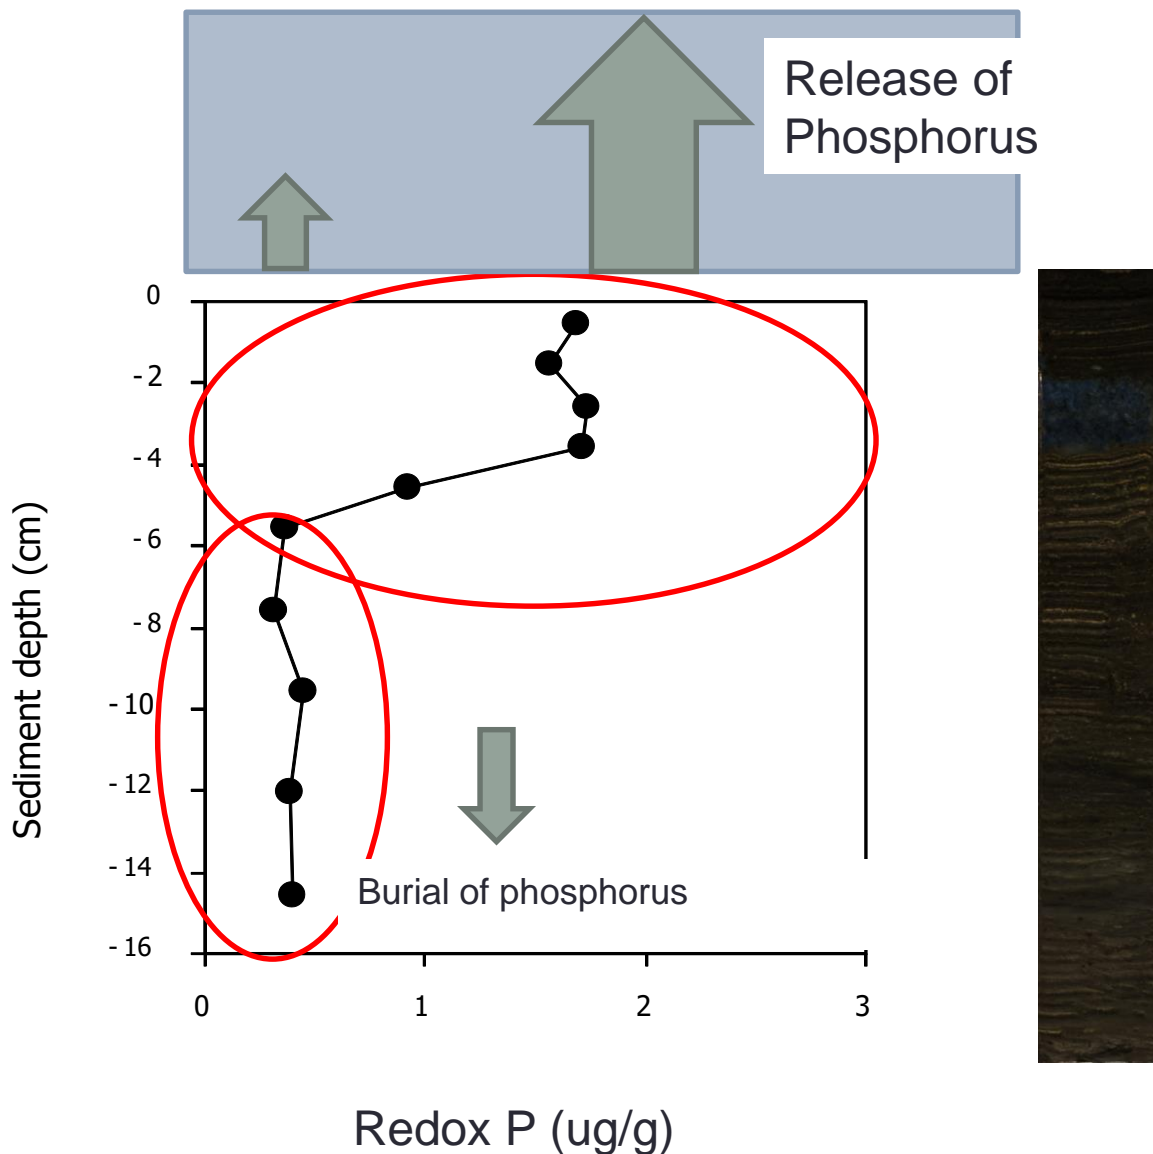 Release of
Phosphorus
0
-2
-4
-6
-8
-10
-12
-14
-16
Sediment depth (cm)
Burial of phosphorus
0 1 2 3
Redox P (ug/g)